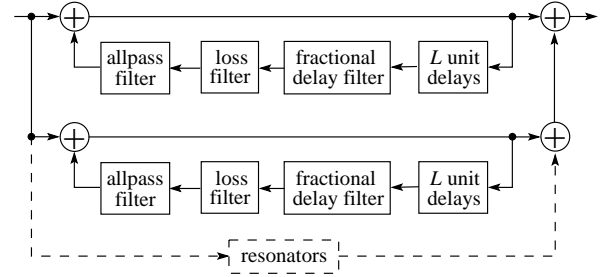 allpass filter
loss filter
fractional delay filter
L unit delays
allpass filter
loss filter
fractional delay filter
L unit delays
resonators